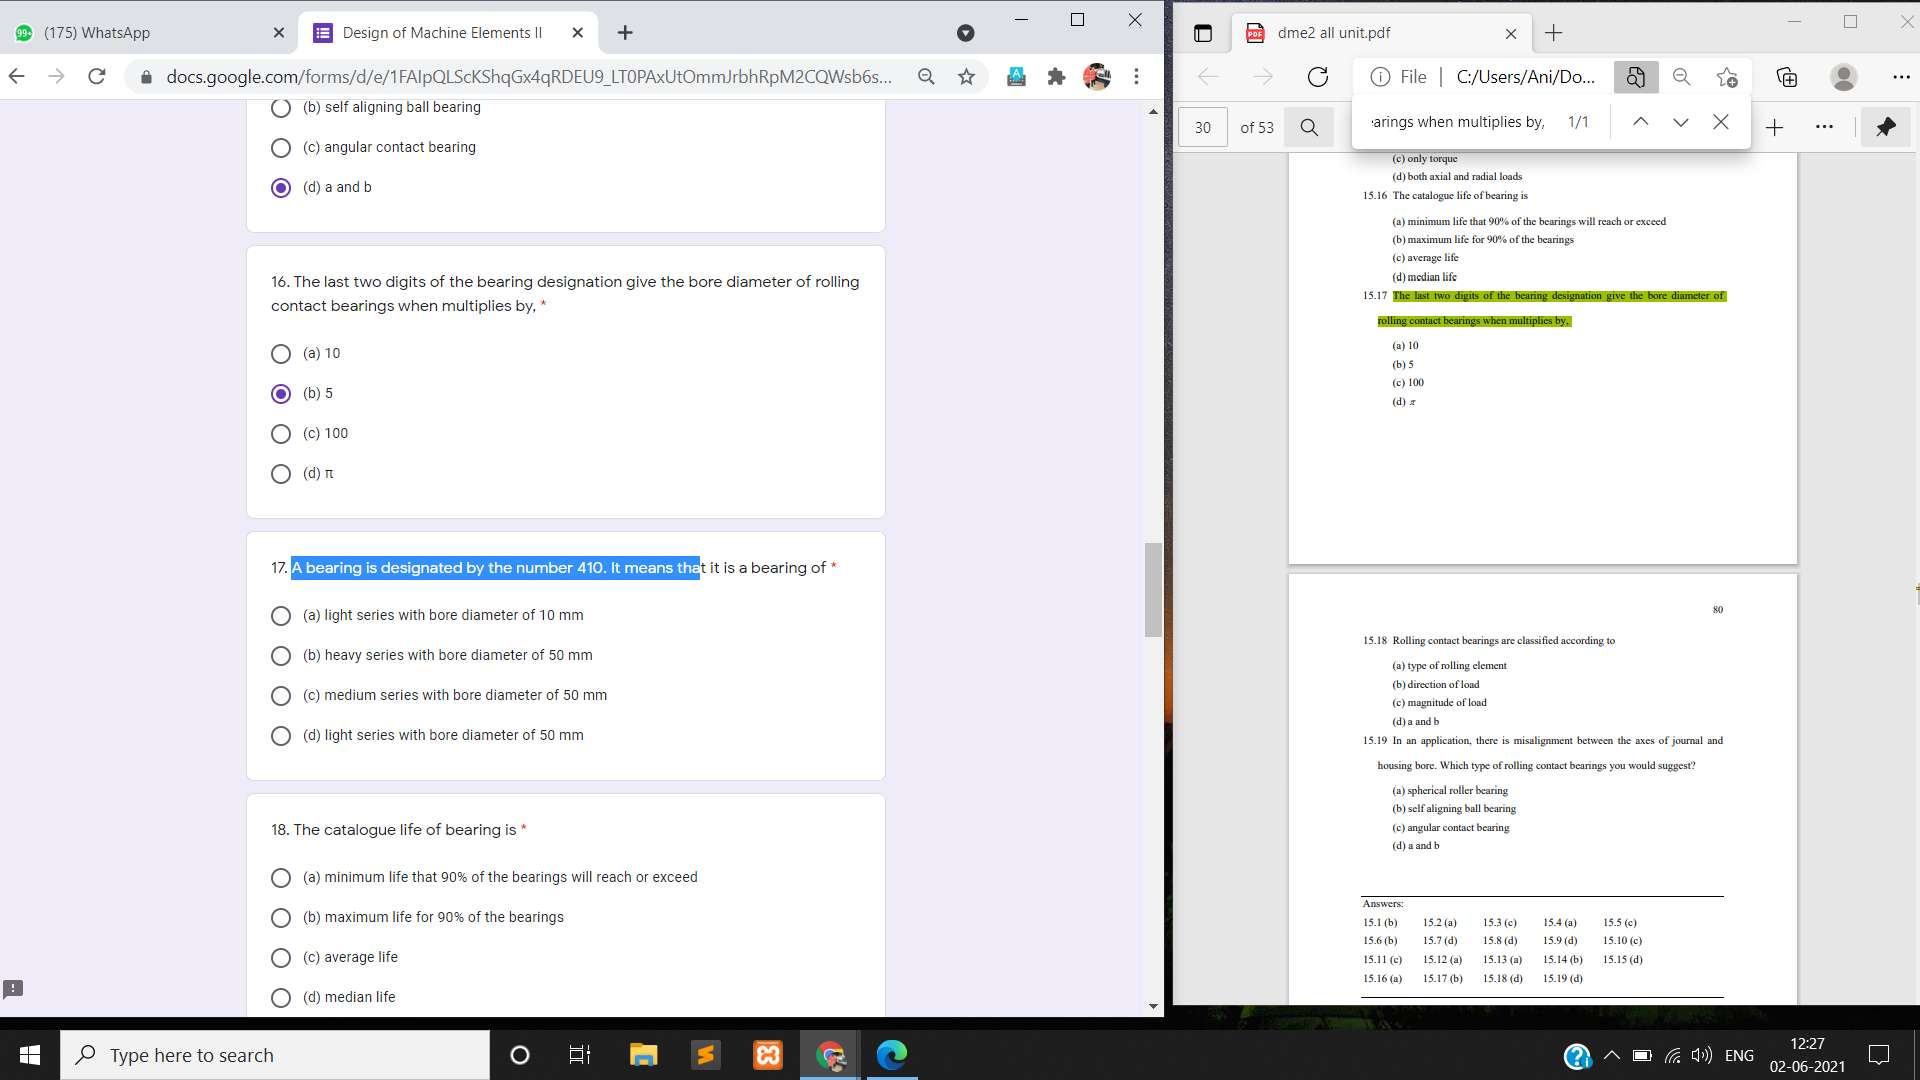 (175) WhatsApp
Design of Machine Elements II
docs.google.com/forms/d/e/1FAIpQLScKShqGx4qRDEU9_LT0PAxUtOmmJrbhRpM2CQWsb6s...
(b) self aligning ball bearing
(c) angular contact bearing
(d) a and b
16. The last two digits of the bearing designation give the bore diameter of rolling
contact bearings when multiplies by, *
(a) 10
(b) 5
(c) 100
(d) π
17. A bearing is designated by the number 410. It means that it is a bearing of *
(a) light series with bore diameter of 10 mm
(b) heavy series with bore diameter of 50 mm
(c) medium series with bore diameter of 50 mm
(d) light series with bore diameter of 50 mm
18. The catalogue life of bearing is *
(a) minimum life that 90% of the bearings will reach or exceed
(b) maximum life for 90% of the bearings
(c) average life
(d) median life
dme2 all unit.pdf
File | C:/Users/Ani/Do...
30 of 53
arings when multiplies by, 1/1
(c) only torque
(d) both axial and radial loads
15.16 The catalogue life of bearing is
(a) minimum life that 90% of the bearings will reach or exceed
(b) maximum life for 90% of the bearings
(c) average life
(d) median life
15.17 The last two digits of the bearing designation give the bore diameter of
rolling contact bearings when multiplies by,
(a) 10
(b) 5
(c) 100
(d) π
80
15.18 Rolling contact bearings are classified according to
(a) type of rolling element
(b) direction of load
(c) magnitude of load
(d) a and b
15.19 In an application, there is misalignment between the axes of journal and
housing bore. Which type of rolling contact bearings you would suggest?
(a) spherical roller bearing
(b) self aligning ball bearing
(c) angular contact bearing
(d) a and b
Answers:
15.1 (b) 15.2 (a) 15.3 (c) 15.4 (a) 15.5 (c)
15.6 (b) 15.7 (d) 15.8 (d) 15.9 (d) 15.10 (c)
15.11 (c) 15.12 (a) 15.13 (a) 15.14 (b) 15.15 (d)
15.16 (a) 15.17 (b) 15.18 (d) 15.19 (d)
Type here to search
ENG
12:27
02-06-2021